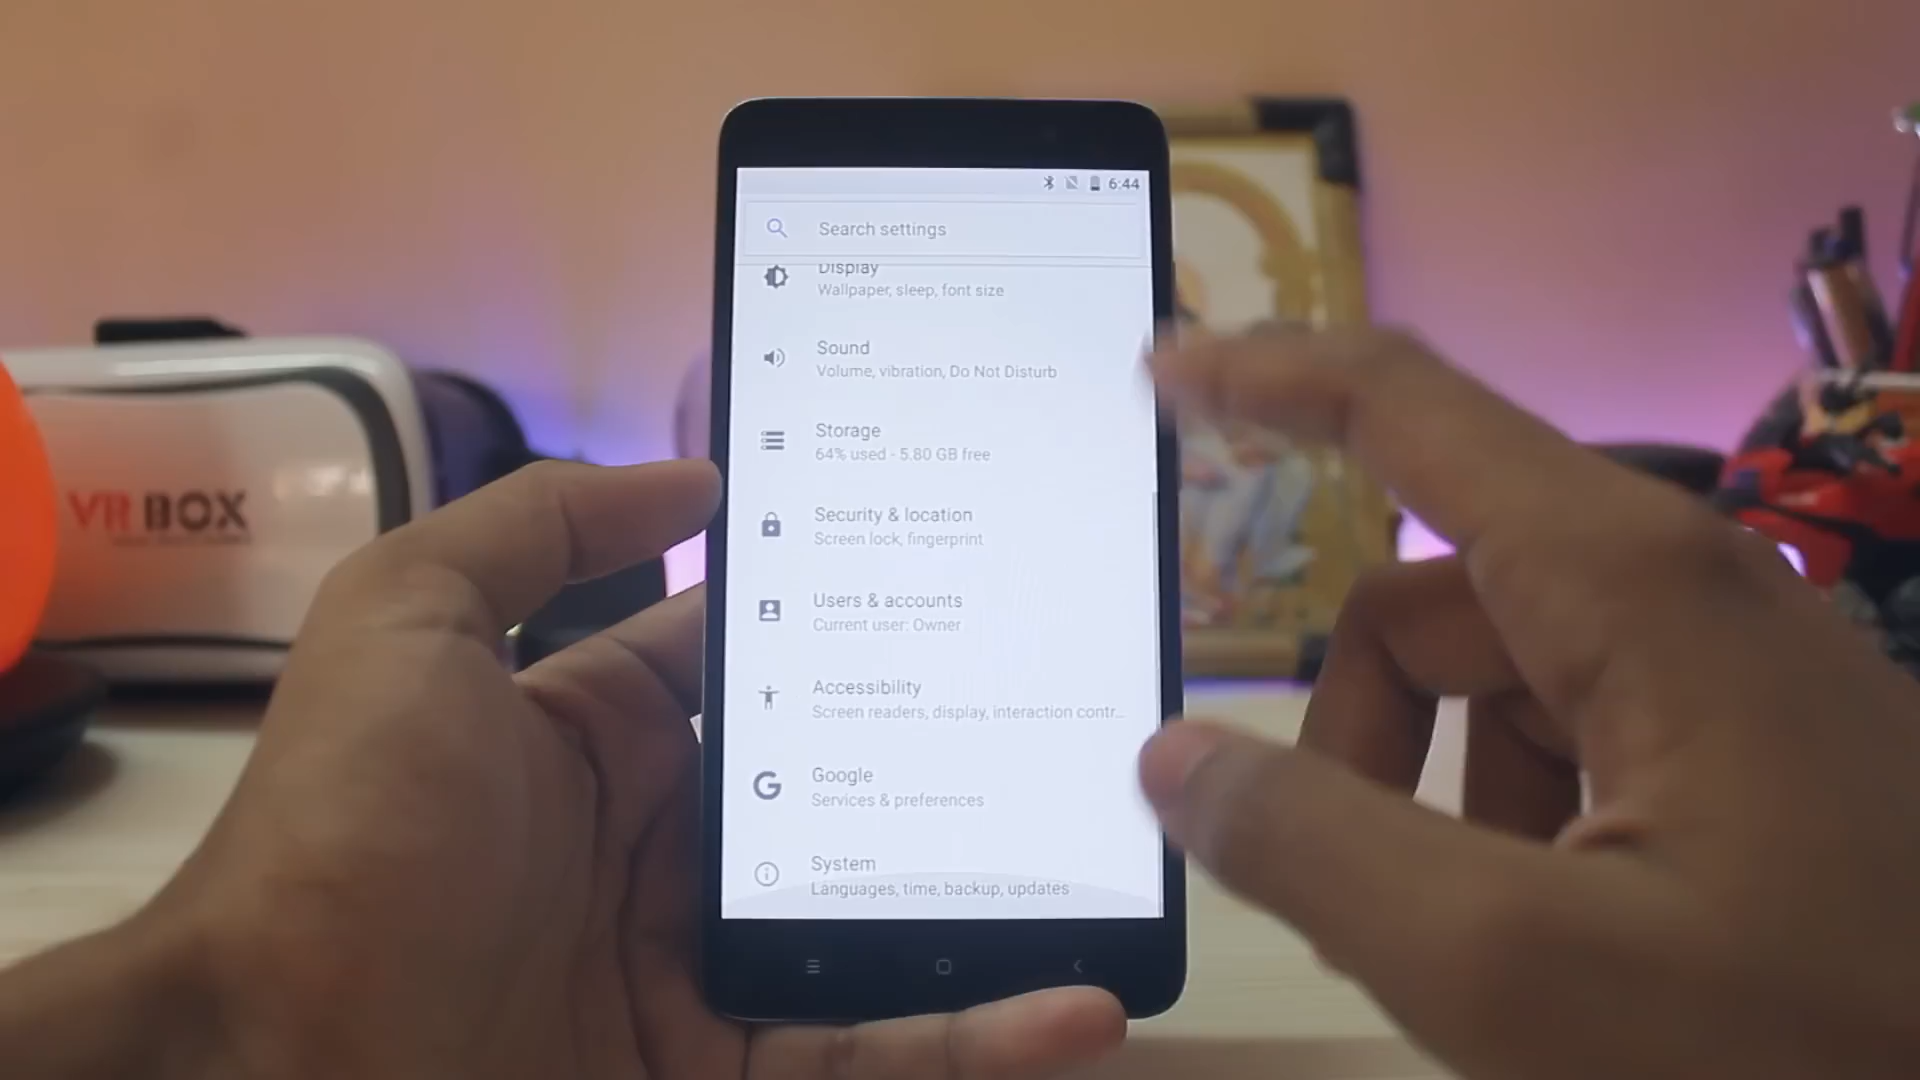 6:44
Search settings
Display
Wallpaper, sleep, font size
Sound
Volume, vibration, Do Not Disturb
Storage
64% used - 5.80 GB free
Security & location
Screen lock, fingerprint
Users & accounts
Current user: Owner
Accessibility
Screen readers, display, interaction contr...
Google
Services & preferences
System
Languages, time, backup, updates
VR BOX